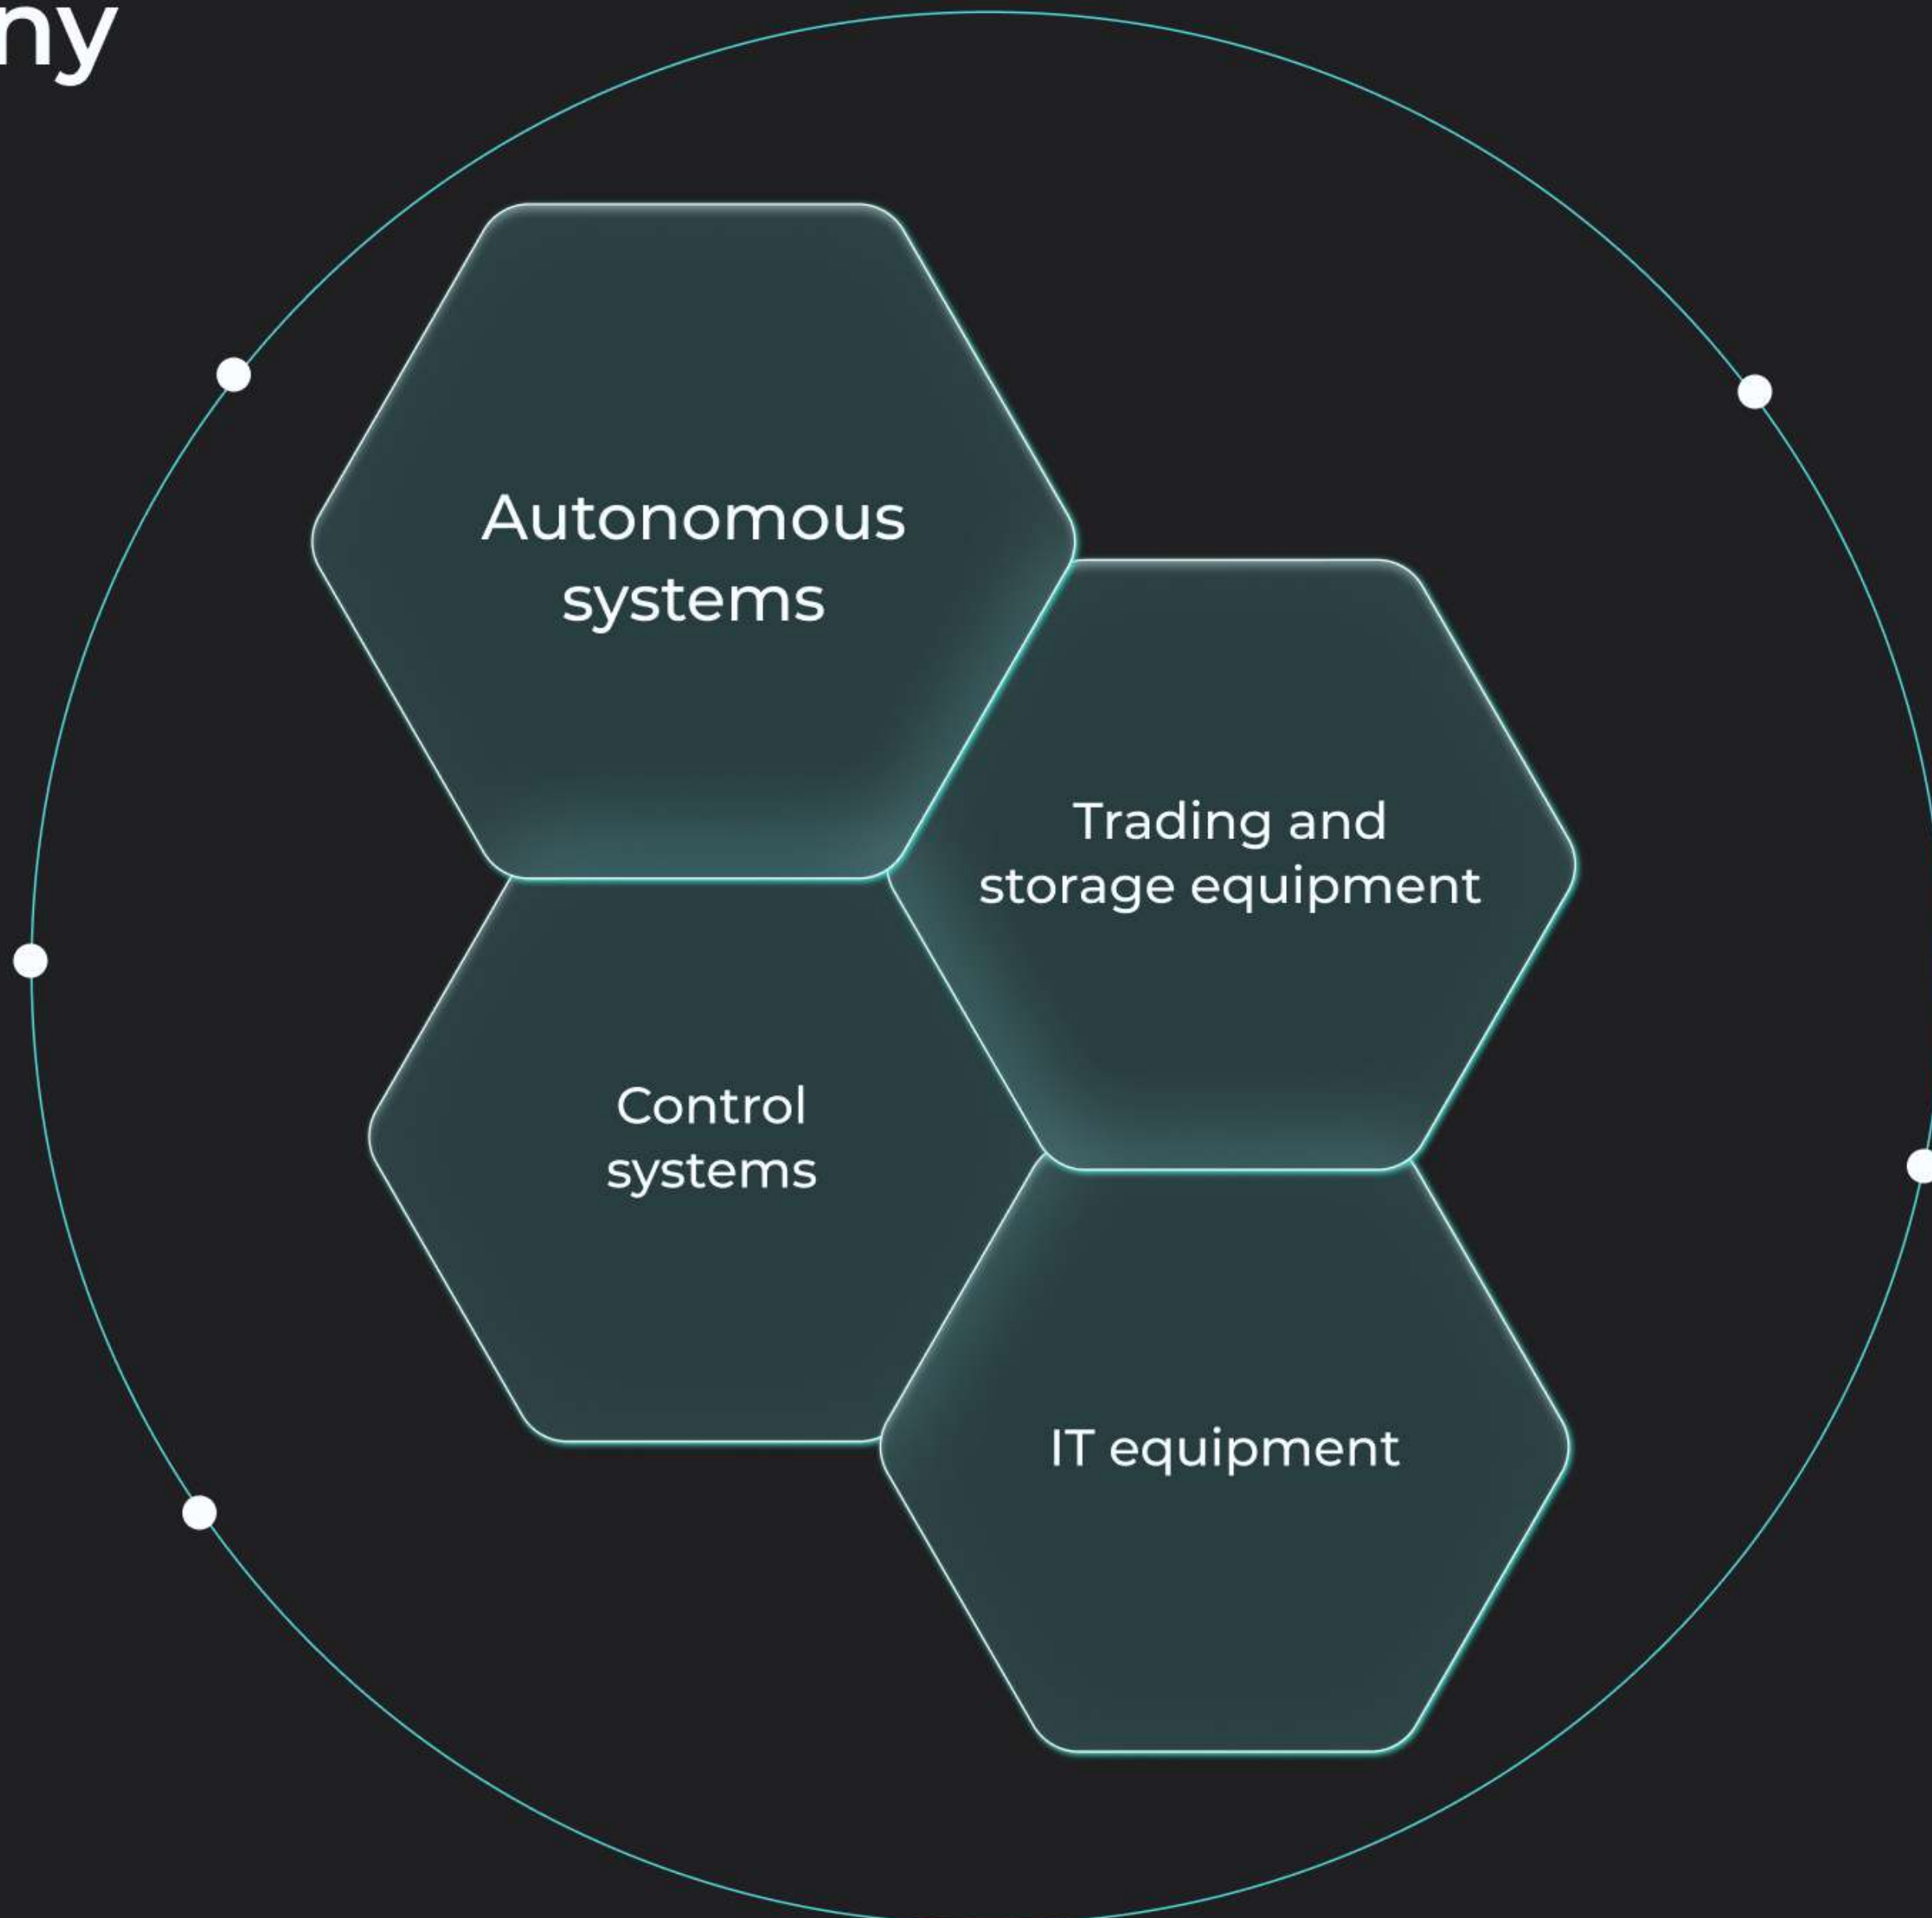 ny
Autonomous
systems
Trading and
storage equipment
Control
systems
IT equipment